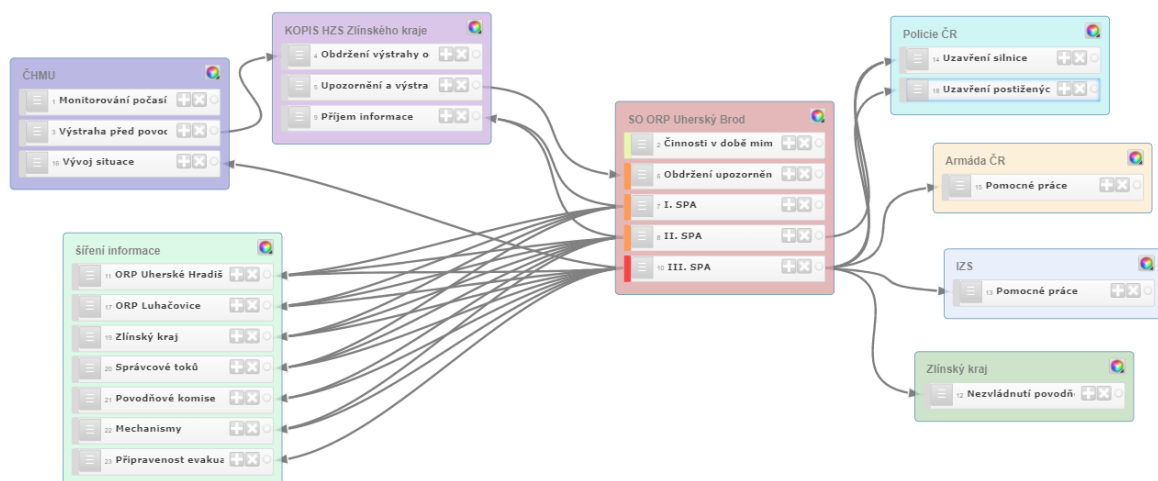 ČHMU
1 Monitorování počasí
3 Výstraha před povoc
16 Vývoj situace
KOPIS HZS Zlínského kraje
4 Obdržení výstrahy o
5 Upozornění a výstra
9 Příjem informace
šíření informace
11 ORP Uherské Hradiš
17 ORP Luhačovice
19 Zlínský kraj
20 Správcové toků
21 Povodňové komise
22 Mechanismy
23 Připravenost evakua
SO ORP Uherský Brod
2 Činnosti v době mim
6 Obdržení upozorněn
7 I. SPA
8 II. SPA
10 III. SPA
Policie ČR
14 Uzavření silnice
18 Uzavření postiženýc
Armáda ČR
15 Pomocné práce
IZS
13 Pomocné práce
Zlínský kraj
12 Nezvládnutí povodň